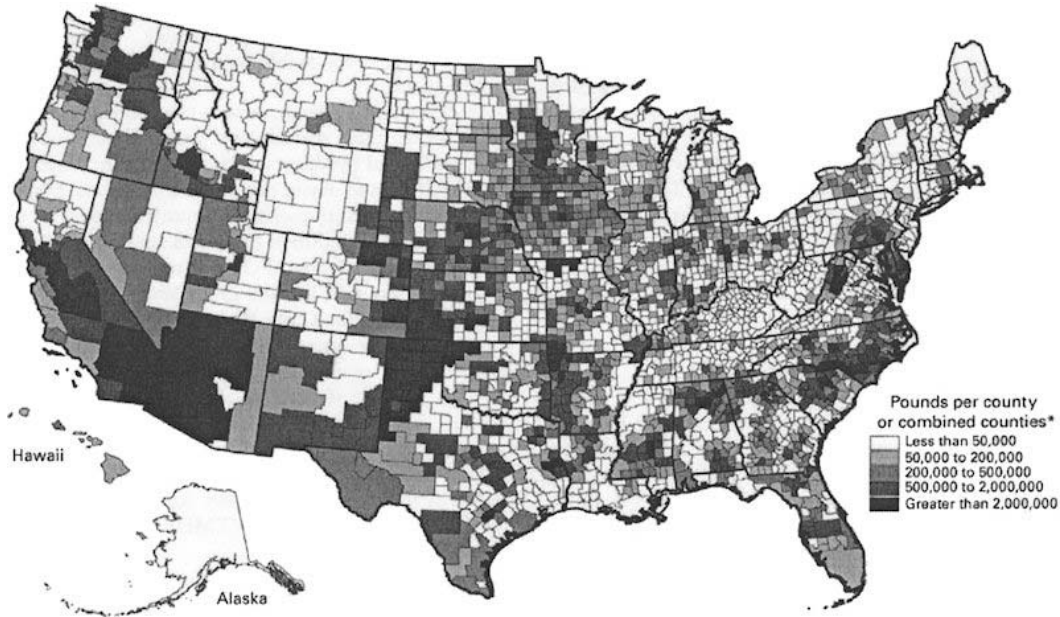 Pounds per county
or combined counties*
Less than 50,000
50,000 to 200,000
200,000 to 500,000
500,000 to 2,000,000
Greater than 2,000,000
Hawaii
Alaska